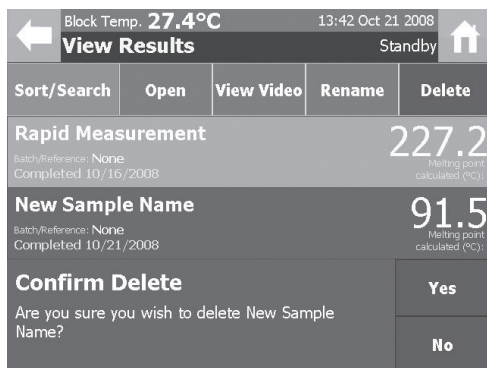 Block Temp. 27.4°C 13:42 Oct 21 2008
View Results Standby
Sort/Search Open View Video Rename Delete
Rapid Measurement 227.2
Batch/Reference: None
Completed 10/16/2008
Melting point
calculated (°C):
New Sample Name 91.5
Batch/Reference: None
Completed 10/21/2008
Melting point
calculated (°C):
Confirm Delete
Are you sure you wish to delete New Sample
Name?
Yes
No